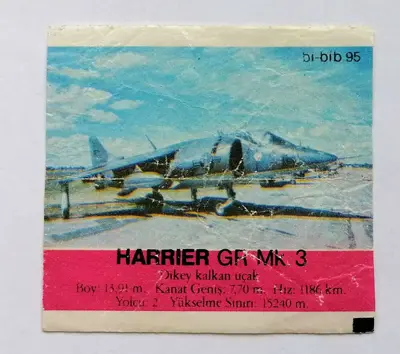 bi-bib 95
HARRIER GR Mk 3
Dikey kalkan uçak
Boy: 13.91 m. Kanat Geniş: 7.70 m. Hız: 1186 km.
Yolcu: 2 Yükselme Sınırı: 15240 m.